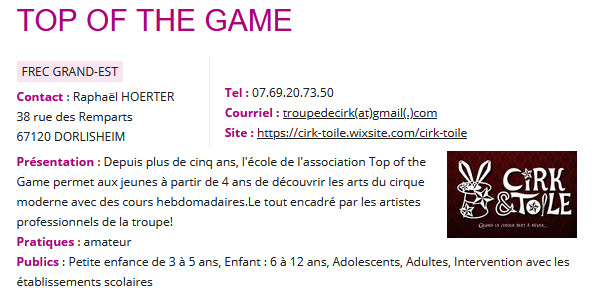 TOP OF THE GAME
FREC GRAND-EST
Contact : Raphaël HOERTER
38 rue des Remparts
67120 DORLISHEIM
Tel : 07.69.20.73.50
Courriel : troupedecirk(at)gmail(.)com
Site : https://cirk-toile.wixsite.com/cirk-toile
Présentation : Depuis plus de cinq ans, l'école de l'association Top of the
Game permet aux jeunes à partir de 4 ans de découvrir les arts du cirque
moderne avec des cours hebdomadaires.Le tout encadré par les artistes
professionnels de la troupe!
CiRK
&TOiLE
QUAND LE CIRQUE SERT À RÊVER...
Pratiques : amateur
Publics : Petite enfance de 3 à 5 ans, Enfant : 6 à 12 ans, Adolescents, Adultes, Intervention avec les
établissements scolaires